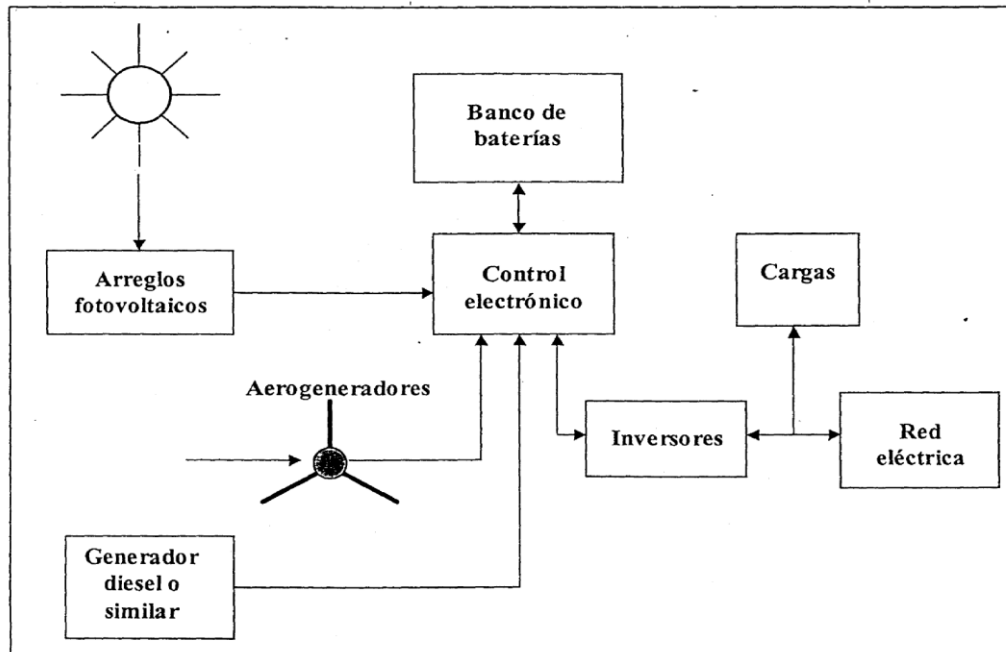 Banco de
baterías
Arreglos
fotovoltaicos
Control
electrónico
Cargas
Aerogeneradores
Inversores
Red
eléctrica
Generador
diesel o
similar